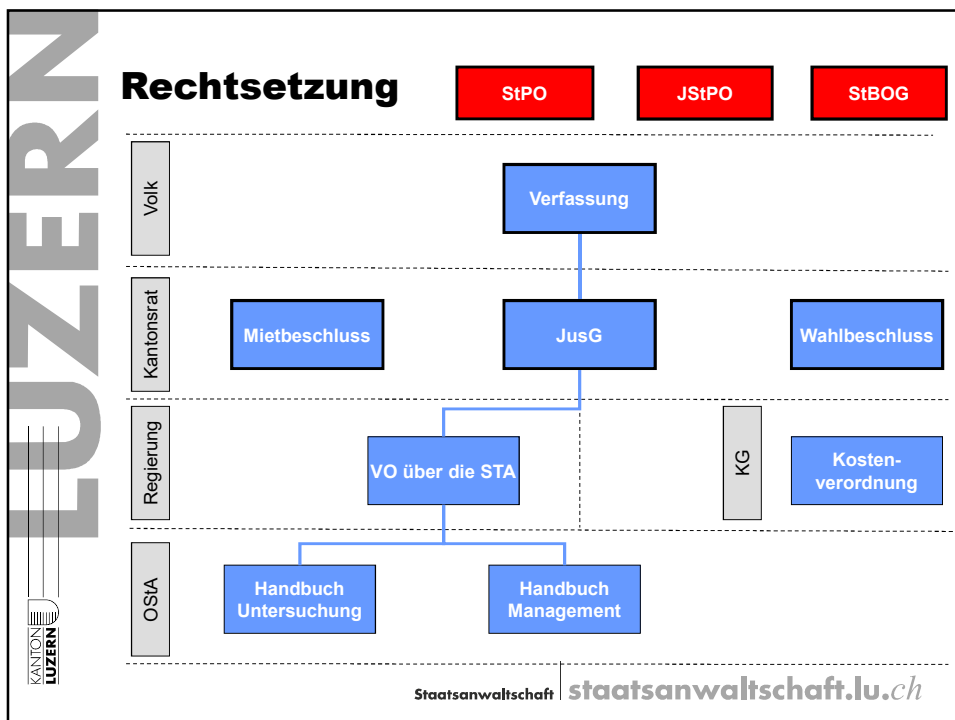 LUZERN
Rechtsetzung
StPO
JStPO
StBOG
Volk
Verfassung
Kantonsrat
Mietbeschluss
JusG
Wahlbeschluss
Regierung
VO über die STA
KG
Kosten-
verordnung
OStA
Handbuch
Untersuchung
Handbuch
Management
KANTON
LUZERN
Staatsanwaltschaft
staatsanwaltschaft.lu.ch